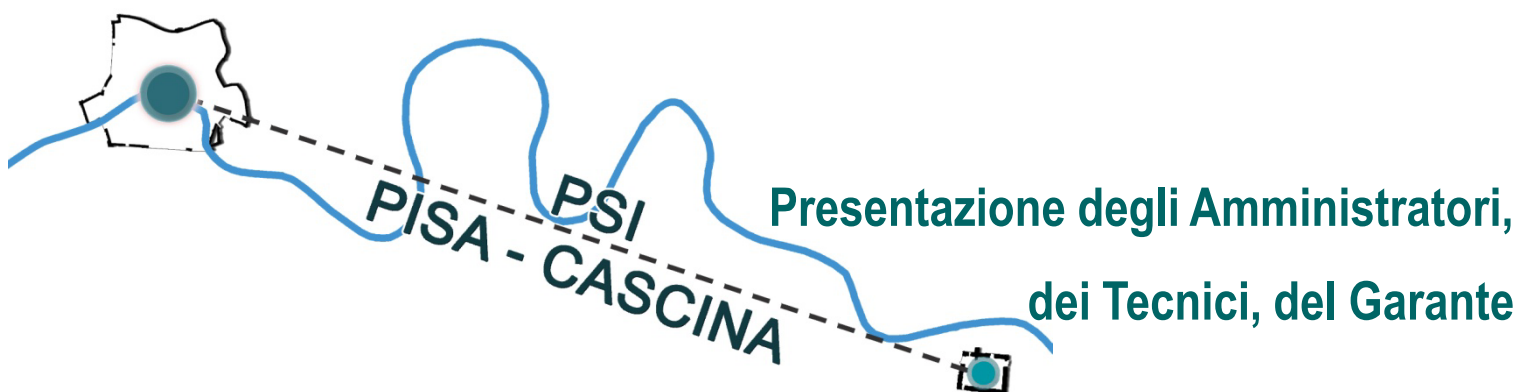 PSI
PISA - CASCINA
Presentazione degli Amministratori,
dei Tecnici, del Garante